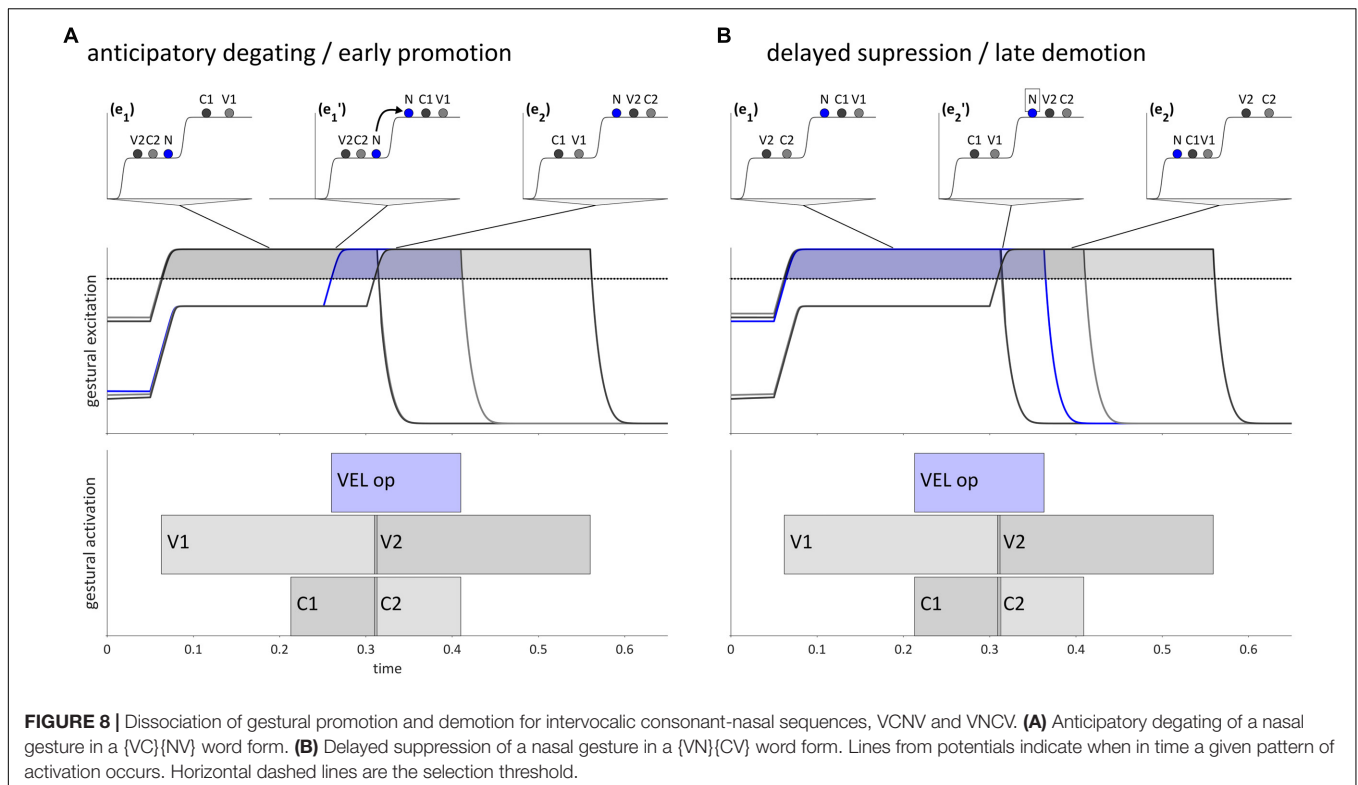 A
anticipatory degating / early promotion
(e1)
C1 V1
V2 C2 N
(e1')
N C1 V1
V2 C2 N
(e2)
N V2 C2
C1 V1
gestural excitation
gestural activation
VEL op
V1
V2
C1
C2
0 0.1 0.2 0.3 0.4 0.5 0.6
time
B
delayed supression / late demotion
(e1)
N C1 V1
V2 C2
(e2')
N V2 C2
C1 V1
(e2)
V2 C2
N C1 V1
VEL op
V1
V2
C1
C2
0 0.1 0.2 0.3 0.4 0.5 0.6
FIGURE 8 | Dissociation of gestural promotion and demotion for intervocalic consonant-nasal sequences, VCNV and VNCV. (A) Anticipatory degating of a nasal
gesture in a {VC}{NV} word form. (B) Delayed suppression of a nasal gesture in a {VN}{CV} word form. Lines from potentials indicate when in time a given pattern of
activation occurs. Horizontal dashed lines are the selection threshold.